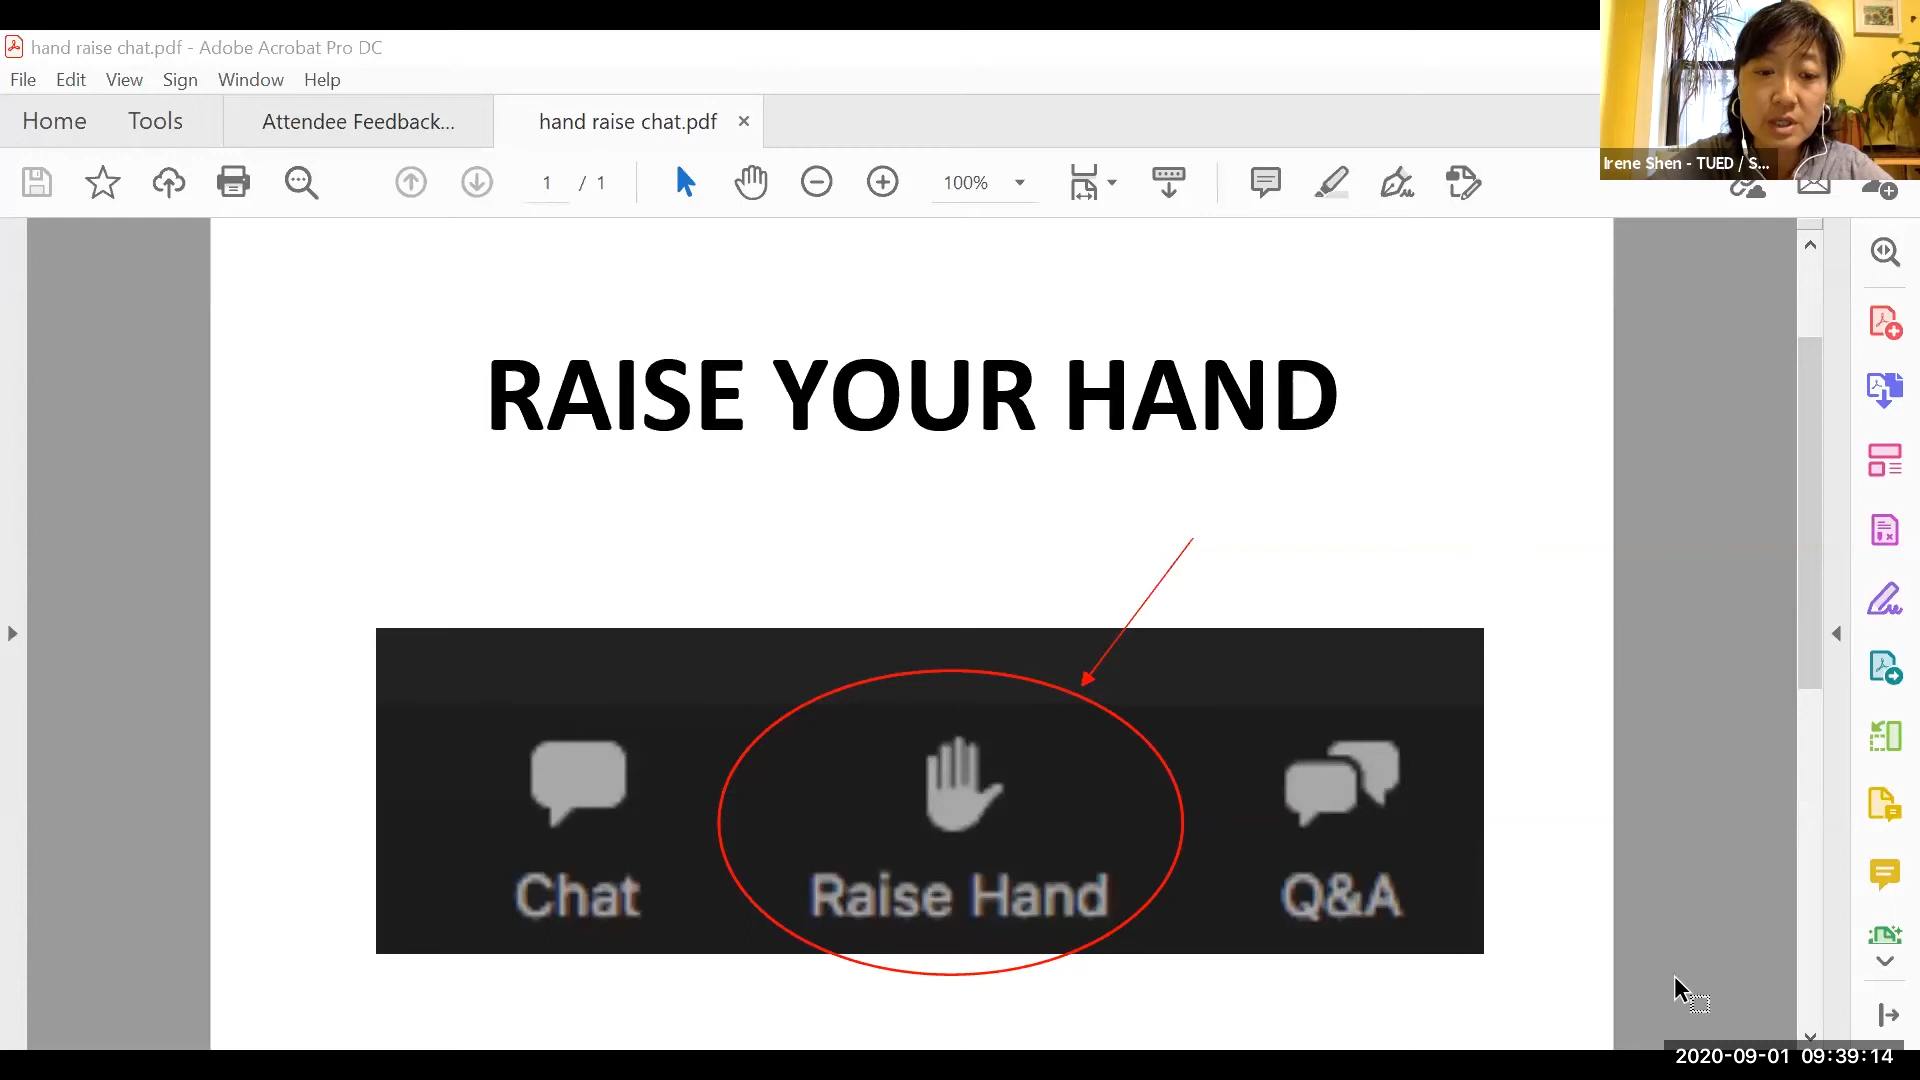 hand raise chat.pdf - Adobe Acrobat Pro DC
File Edit View Sign Window Help
Home Tools Attendee Feedback... hand raise chat.pdf ×
1 / 1 100%
Irene Shen - TUED / S...
RAISE YOUR HAND
Chat Raise Hand Q&A
2020-09-01 09:39:14